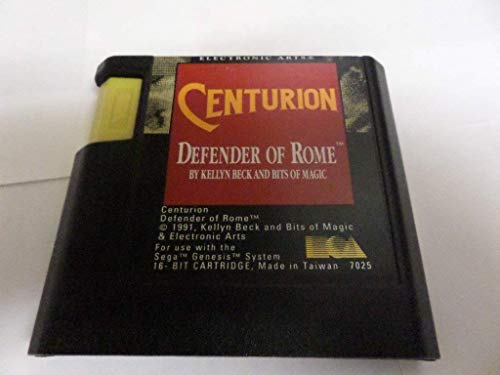 ELECTRONIC ARTS
CENTURION
DEFENDER OF ROME™
BY KELLYN BECK AND BITS OF MAGIC
Centurion
Defender of Rome™
© 1991, Kellyn Beck and Bits of Magic
& Electronic Arts
For use with the
Sega™ Genesis™ System
16- BIT CARTRIDGE, Made in Taiwan 7025
EA